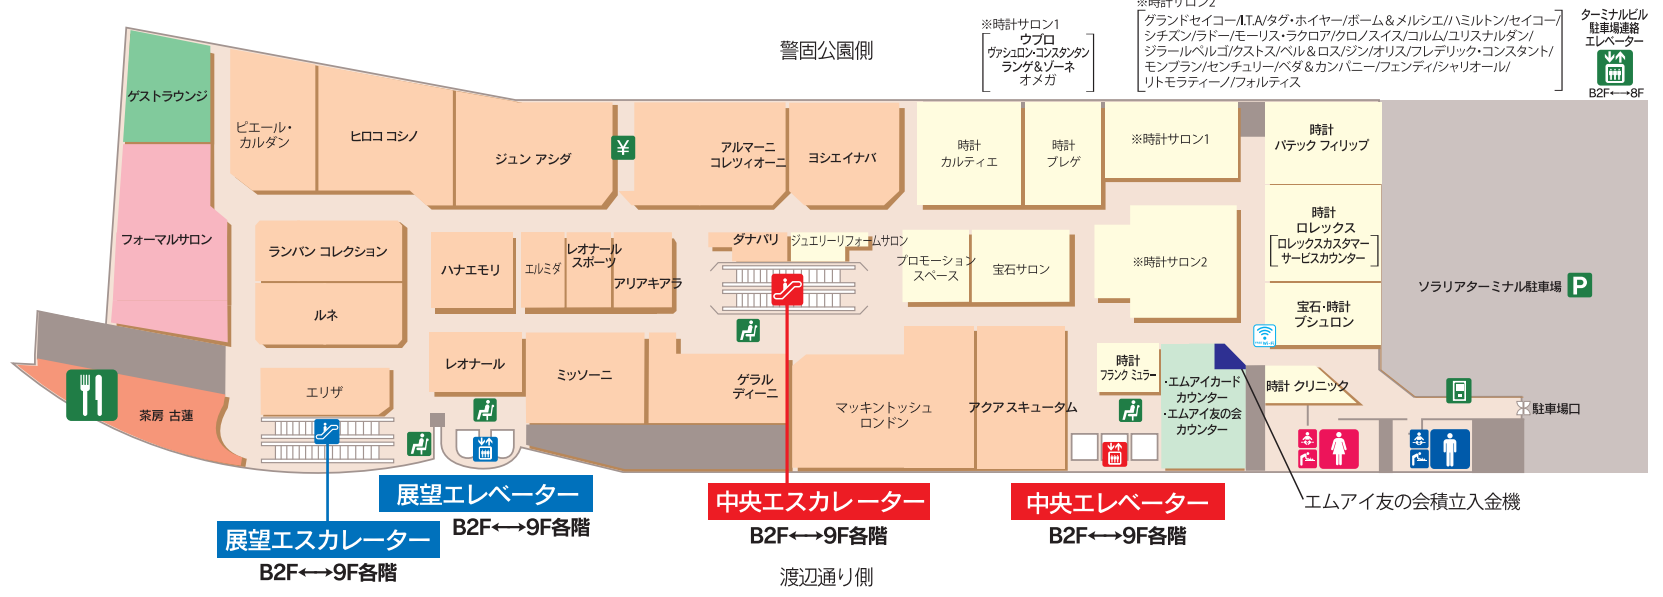 ※時計サロン1
ウブロ
ヴァシュロン・コンスタンタン
ランゲ&ゾーネ
オメガ
※時計サロン2
グランドセイコー/I.T.A/タグ・ホイヤー/ボーム&メルシエ/ハミルトン/セイコー/
シチズン/ラドー/モーリス・ラクロア/クロノスイス/コルム/ユリスナルダン/
ジラールペルゴ/クストス/ベル&ロス/ジン/オリス/フレデリック・コンスタント/
モンブラン/センチュリー/ベダ&カンパニー/フェンディ/シャリオール/
リトモラティーノ/フォルティス
ターミナルビル
駐車場連絡
エレベーター
B2F⟷8F
警固公園側
ゲストラウンジ
ピエール・
カルダン
ヒロココシノ
ジュン アシダ
¥
アルマーニ
コレツィオーニ
ヨシエイナバ
時計
カルティエ
時計
ブレゲ
※時計サロン1
時計
パテック フィリップ
フォーマルサロン
ランバン コレクション
ルネ
ハナエモリ
エルミダ
レオナール
スポーツ
アリアキアラ
ダナパリ
ジュエリーリフォームサロン
プロモーション
スペース
宝石サロン
※時計サロン2
時計
ロレックス
ロレックスカスタマー
サービスカウンター
宝石・時計
ブシュロン
ソラリアターミナル駐車場
P
茶房 古蓮
エリザ
レオナール
ミッソーニ
ゲラル
ディーニ
マッキントッシュ
ロンドン
アクアスキュータム
時計
フランク ミュラー
・エムアイカード
カウンター
・エムアイ友の会
カウンター
時計 クリニック
駐車場口
エムアイ友の会積立入金機
展望エスカレーター
B2F⟷9F各階
展望エレベーター
B2F⟷9F各階
中央エスカレーター
B2F⟷9F各階
中央エレベーター
B2F⟷9F各階
渡辺通り側